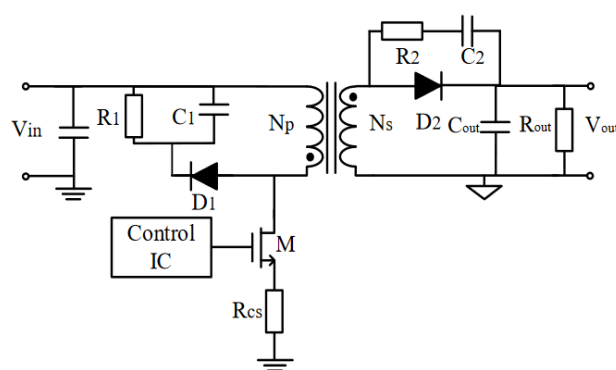 R2
C2
Vin
R1
C1
Np
Ns
D2
Cout
Rout
Vout
D1
Control
IC
M
Rcs